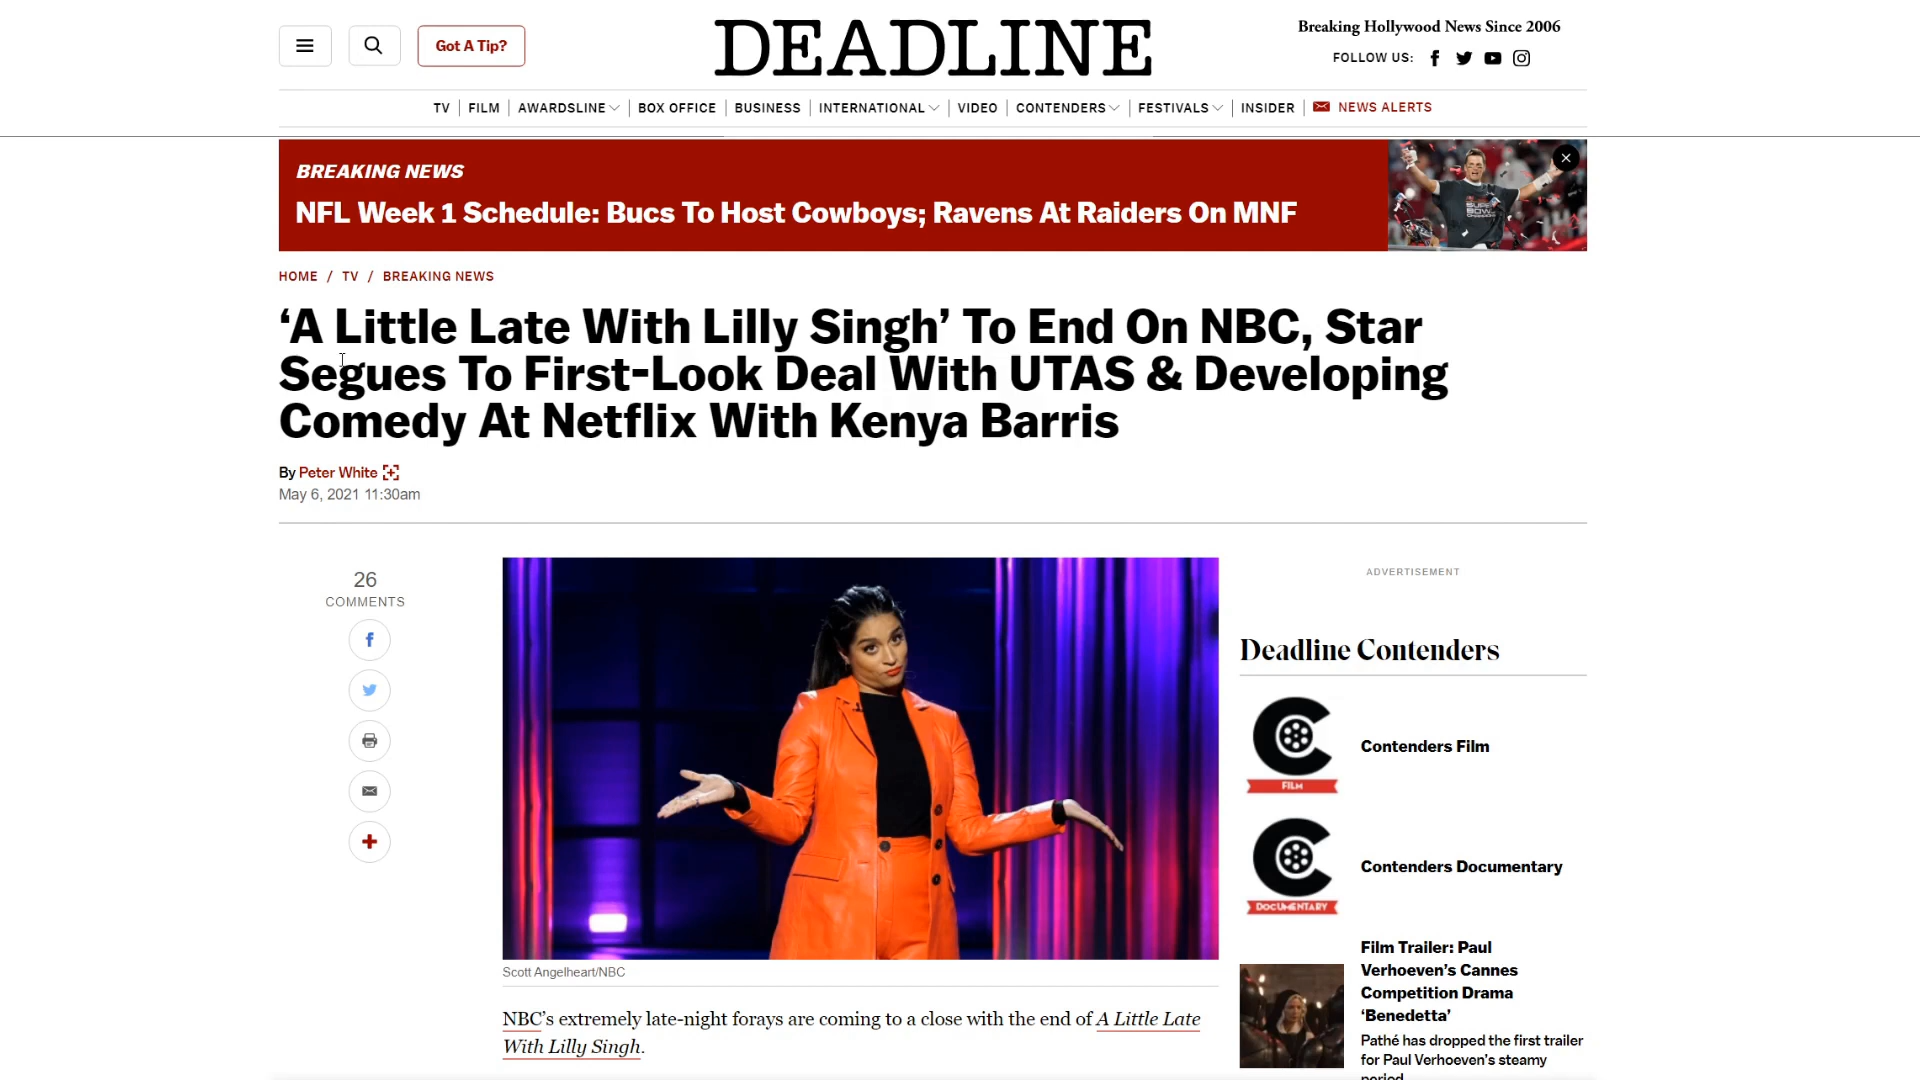 Got A Tip?
DEADLINE
Breaking Hollywood News Since 2006
FOLLOW US:
TV
FILM
AWARDSLINE
BOX OFFICE
BUSINESS
INTERNATIONAL
VIDEO
CONTENDERS
FESTIVALS
INSIDER
NEWS ALERTS
BREAKING NEWS
NFL Week 1 Schedule: Bucs To Host Cowboys; Ravens At Raiders On MNF
HOME / TV / BREAKING NEWS
‘A Little Late With Lilly Singh’ To End On NBC, Star
Segues To First-Look Deal With UTAS & Developing
Comedy At Netflix With Kenya Barris
By Peter White
May 6, 2021 11:30am
26
COMMENTS
Scott Angelheart/NBC
NBC’s extremely late-night forays are coming to a close with the end of A Little Late
With Lilly Singh.
ADVERTISEMENT
Deadline Contenders
FILM
Contenders Film
DOCUMENTARY
Contenders Documentary
Film Trailer: Paul
Verhoeven’s Cannes
Competition Drama
‘Benedetta’
Pathé has dropped the first trailer
for Paul Verhoeven’s steamy
period